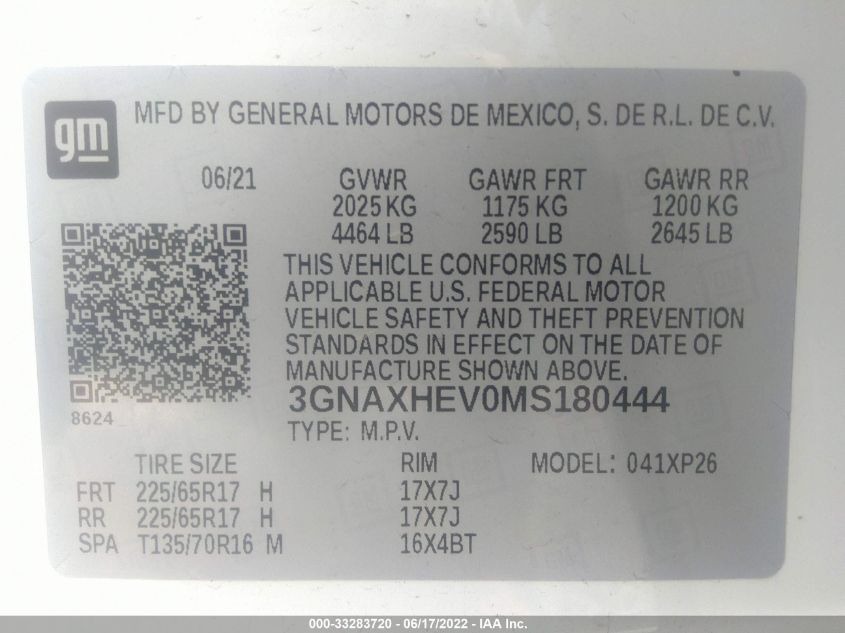 gm
MFD BY GENERAL MOTORS DE MEXICO, S. DE R.L. DE C.V.
06/21 GVWR GAWR FRT GAWR RR
2025 KG 1175 KG 1200 KG
4464 LB 2590 LB 2645 LB
THIS VEHICLE CONFORMS TO ALL
APPLICABLE U.S. FEDERAL MOTOR
VEHICLE SAFETY AND THEFT PREVENTION
STANDARDS IN EFFECT ON THE DATE OF
MANUFACTURE SHOWN ABOVE.
3GNAXHEV0MS180444
8624
TYPE: M.P.V.
TIRE SIZE RIM MODEL: 041XP26
FRT 225/65R17 H 17X7J
RR 225/65R17 H 17X7J
SPA T135/70R16 M 16X4BT
000-33283720 - 06/17/2022 - IAA Inc.